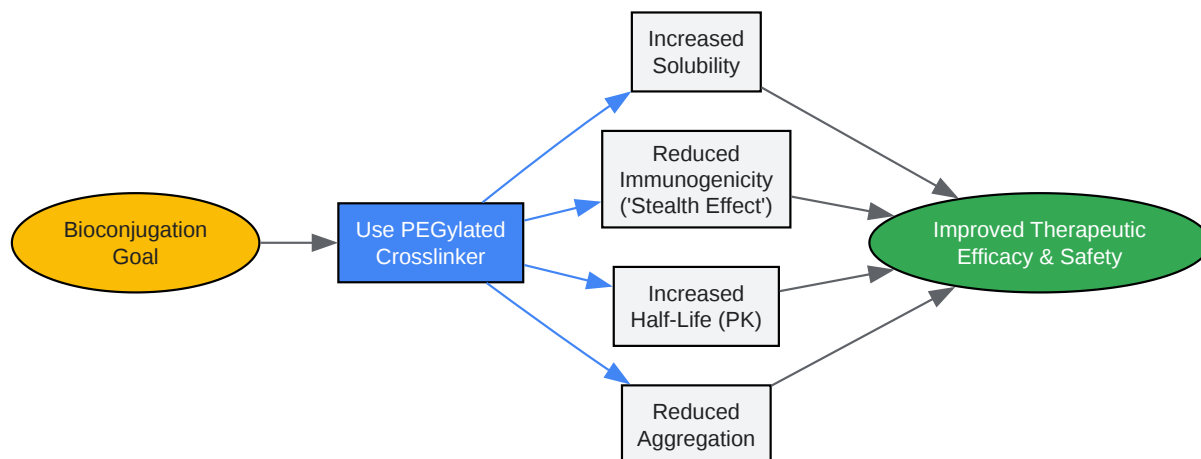 Bioconjugation
Goal
Use PEGylated
Crosslinker
Increased
Solubility
Reduced
Immunogenicity
('Stealth Effect')
Increased
Half-Life (PK)
Reduced
Aggregation
Improved Therapeutic
Efficacy & Safety